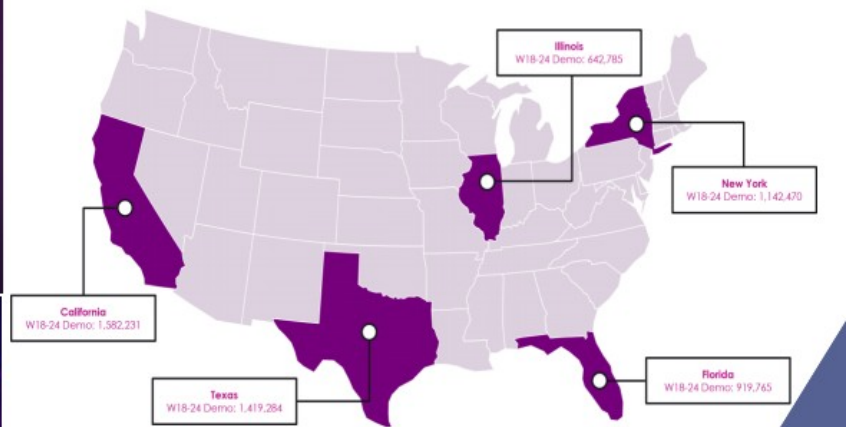 Illinois
W18-24 Demo: 642,785
New York
W18-24 Demo: 1,142,470
California
W18-24 Demo: 1,582,231
Texas
W18-24 Demo: 1,419,284
Florida
W18-24 Demo: 919,765